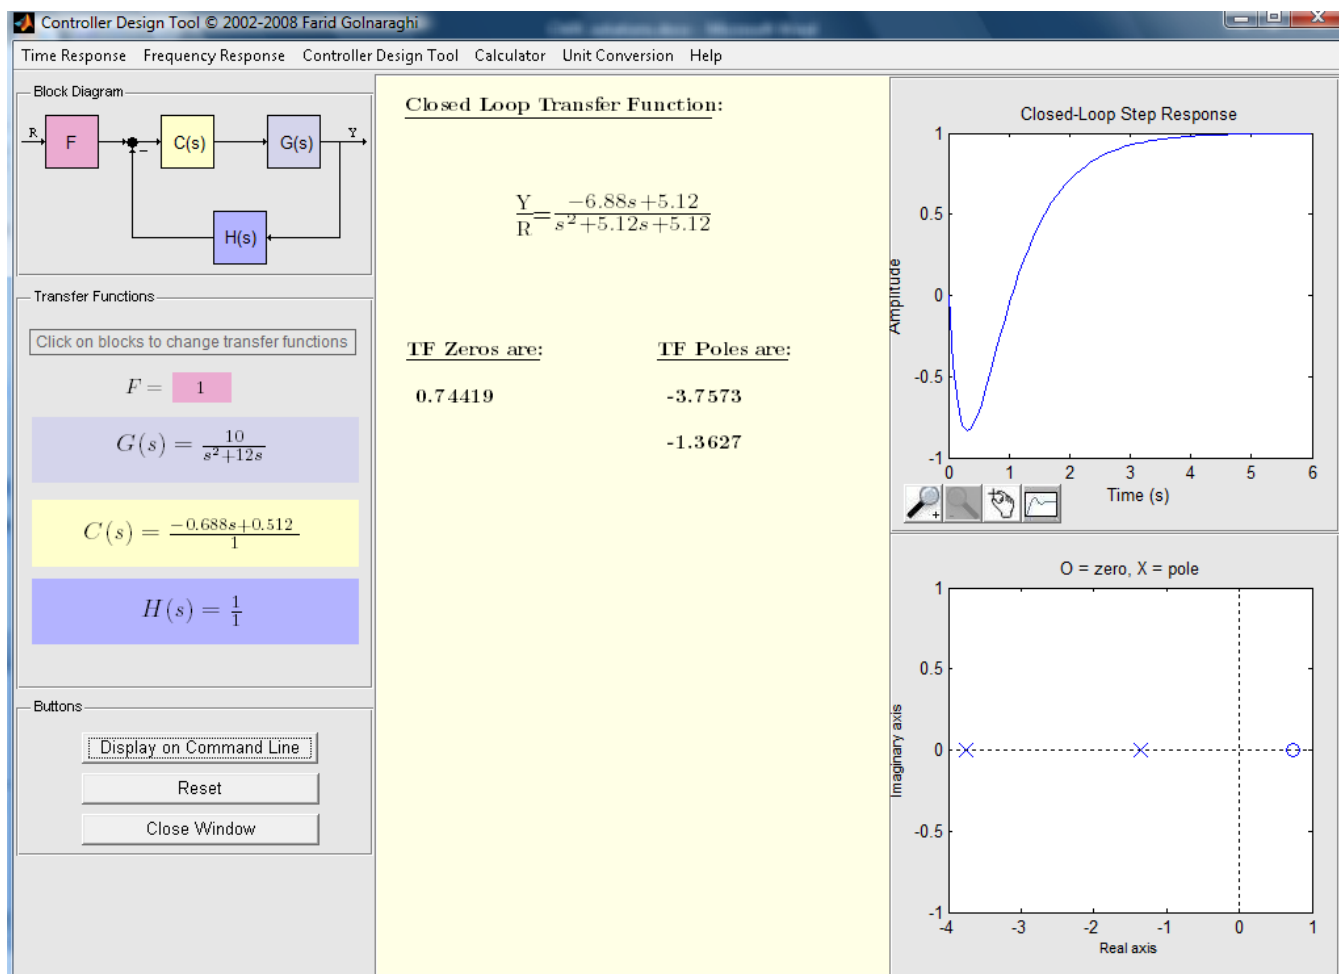 Controller Design Tool © 2002-2008 Farid Golnaraghi
Time Response Frequency Response Controller Design Tool Calculator Unit Conversion Help
Block Diagram
R
F
−
C(s)
G(s)
Y
H(s)
Transfer Functions
Click on blocks to change transfer functions
F = 1
G(s) = 10 / s²+12s
C(s) = −0.688s+0.512 / 1
H(s) = 1/1
Buttons
Display on Command Line
Reset
Close Window
Closed Loop Transfer Function:
Y/R = −6.88s+5.12 / s²+5.12s+5.12
TF Zeros are: TF Poles are:
0.74419 -3.7573
-1.3627
Closed-Loop Step Response
Amplitude
1
0.5
0
-0.5
-1
0 1 2 3 4 5 6
Time (s)
O = zero, X = pole
Imaginary axis
1
0.5
0
-0.5
-1
-4 -3 -2 -1 0 1
Real axis